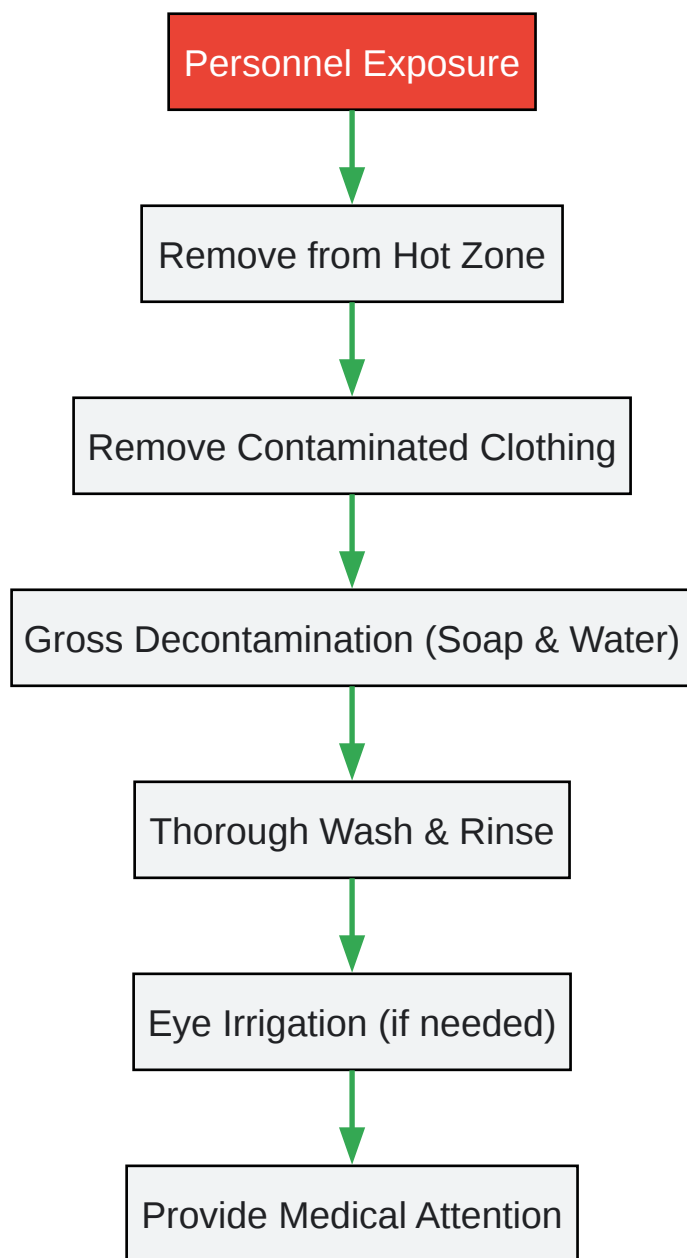 Personnel Exposure
Remove from Hot Zone
Remove Contaminated Clothing
Gross Decontamination (Soap & Water)
Thorough Wash & Rinse
Eye Irrigation (if needed)
Provide Medical Attention